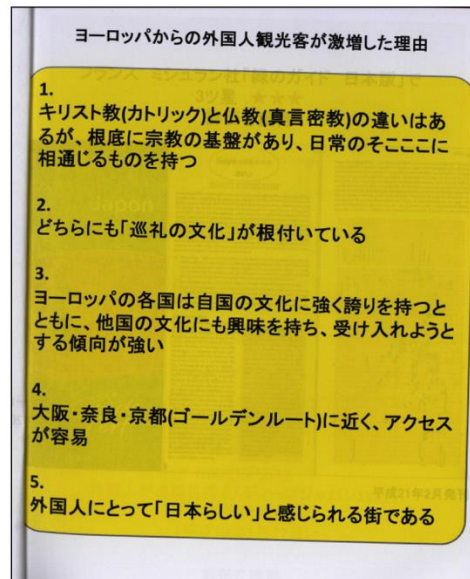 ヨーロッパからの外国人観光客が激増した理由
1.
キリスト教(カトリック)と仏教(真言密教)の違いはあ
るが、根底に宗教の基盤があり、日常のそこここに
相通じるものを持つ
2.
どちらにも「巡礼の文化」が根付いている
3.
ヨーロッパの各国は自国の文化に強く誇りを持つと
ともに、他国の文化にも興味を持ち、受け入れようと
する傾向が強い
4.
大阪・奈良・京都(ゴールデンルート)に近く、アクセス
が容易
5.
外国人にとって「日本らしい」と感じられる街である